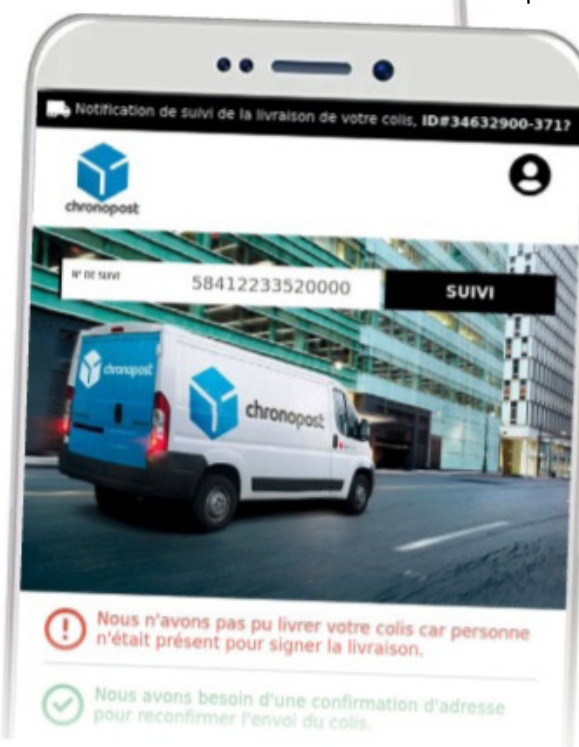 Notification de suivi de la livraison de votre colis, ID#34632900-371?
chronopost
N° DE SUIVI
58412233520000
SUIVI
chronopost
chronopost
Nous n'avons pas pu livrer votre colis car personne
n'était présent pour signer la livraison.
Nous avons besoin d'une confirmation d'adresse
pour reconfirmer l'envoi du colis.